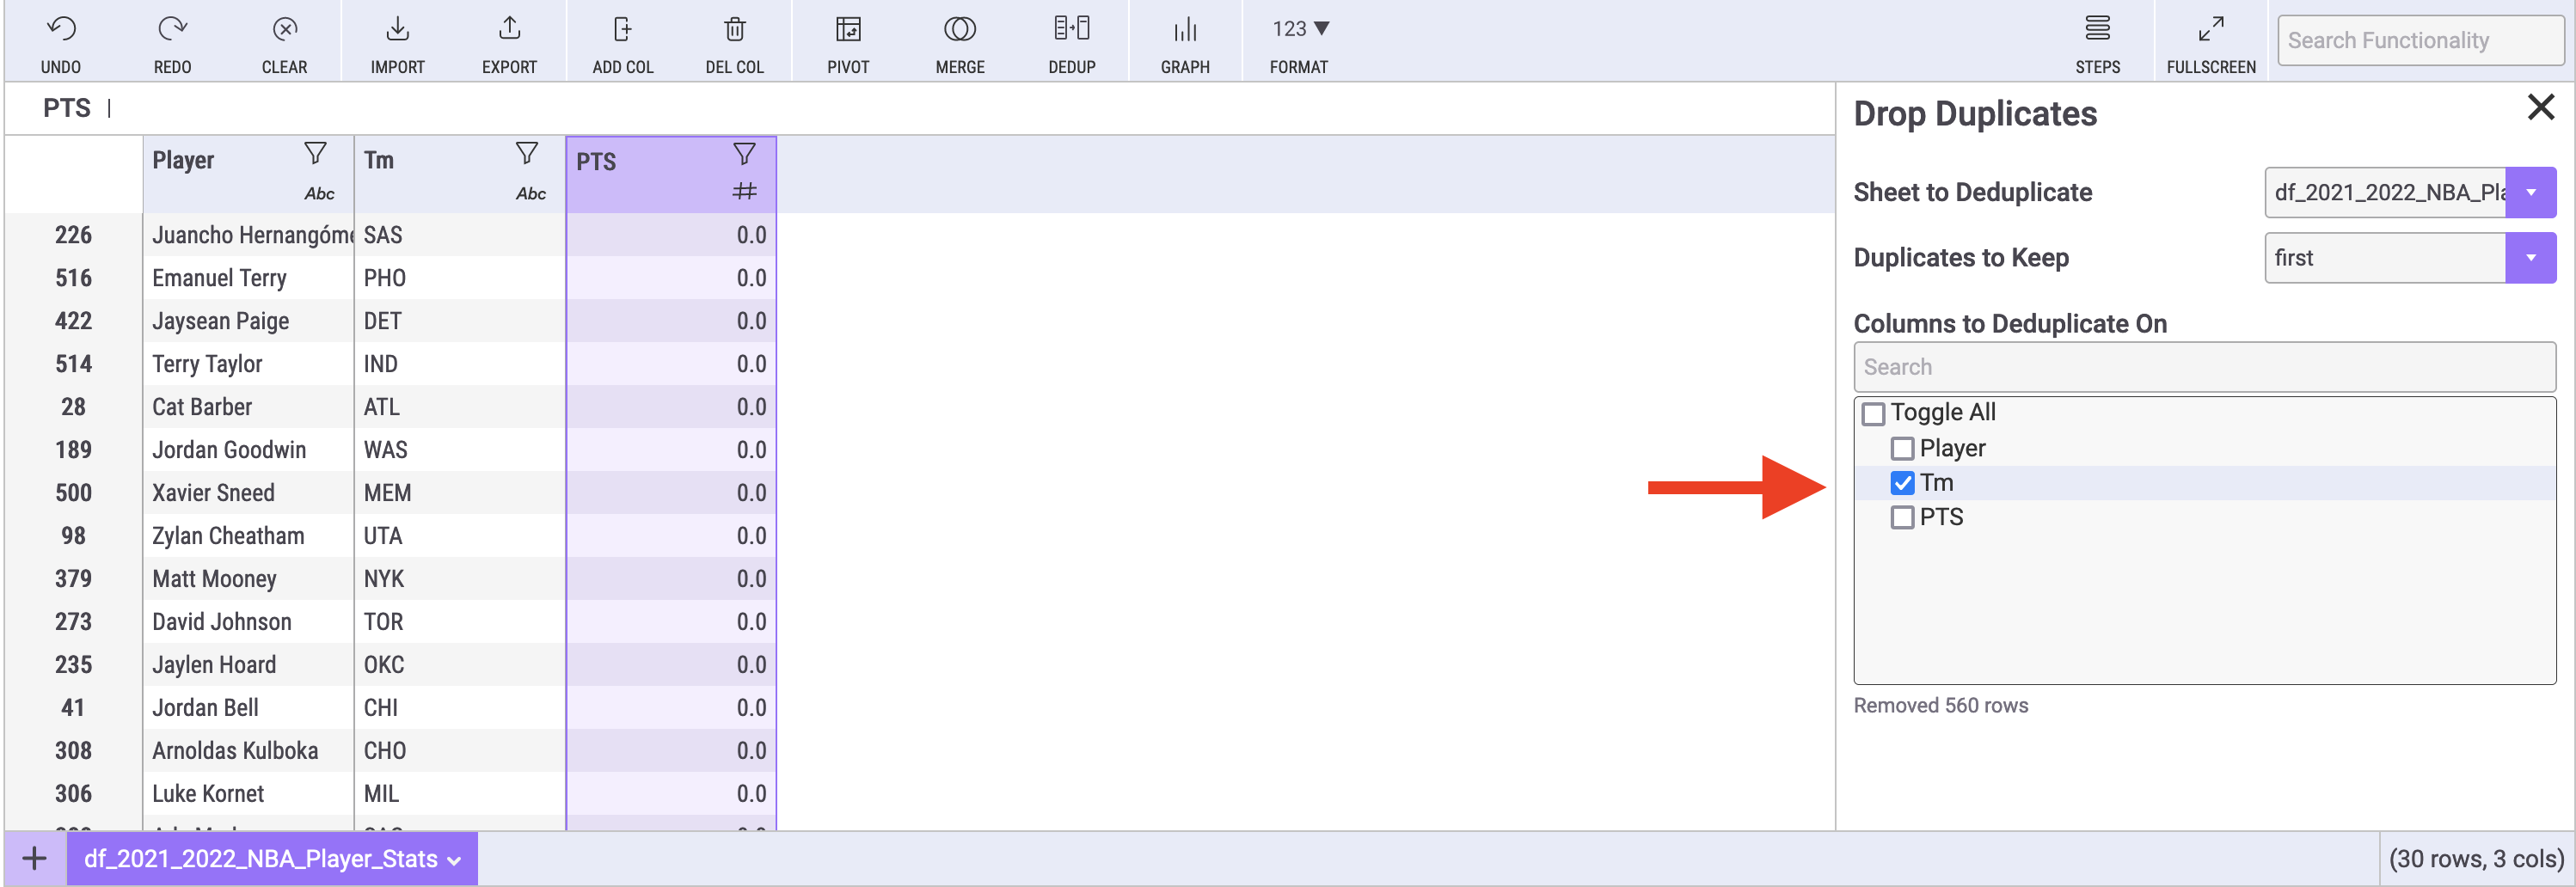 UNDO REDO CLEAR IMPORT EXPORT ADD COL DEL COL PIVOT MERGE DEDUP GRAPH 123 ▼ FORMAT STEPS FULLSCREEN Search Functionality
PTS
Player Abc Tm Abc PTS #
226 Juancho Hernangóme SAS 0.0
516 Emanuel Terry PHO 0.0
422 Jaysean Paige DET 0.0
514 Terry Taylor IND 0.0
28 Cat Barber ATL 0.0
189 Jordan Goodwin WAS 0.0
500 Xavier Sneed MEM 0.0
98 Zylan Cheatham UTA 0.0
379 Matt Mooney NYK 0.0
273 David Johnson TOR 0.0
235 Jaylen Hoard OKC 0.0
41 Jordan Bell CHI 0.0
308 Arnoldas Kulboka CHO 0.0
306 Luke Kornet MIL 0.0
Drop Duplicates
Sheet to Deduplicate df_2021_2022_NBA_Pla
Duplicates to Keep first
Columns to Deduplicate On
Search
Toggle All
Player
Tm
PTS
Removed 560 rows
+ df_2021_2022_NBA_Player_Stats (30 rows, 3 cols)